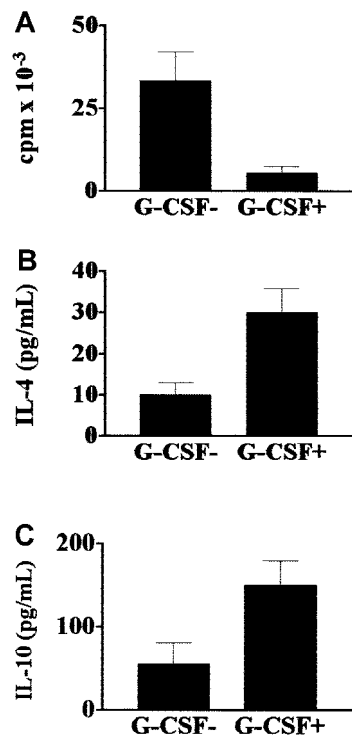 A
cpm x 10-3
50
25
0
G-CSF- G-CSF+
B
IL-4 (pg/mL)
40
30
20
10
0
G-CSF- G-CSF+
C
IL-10 (pg/mL)
200
100
0
G-CSF- G-CSF+